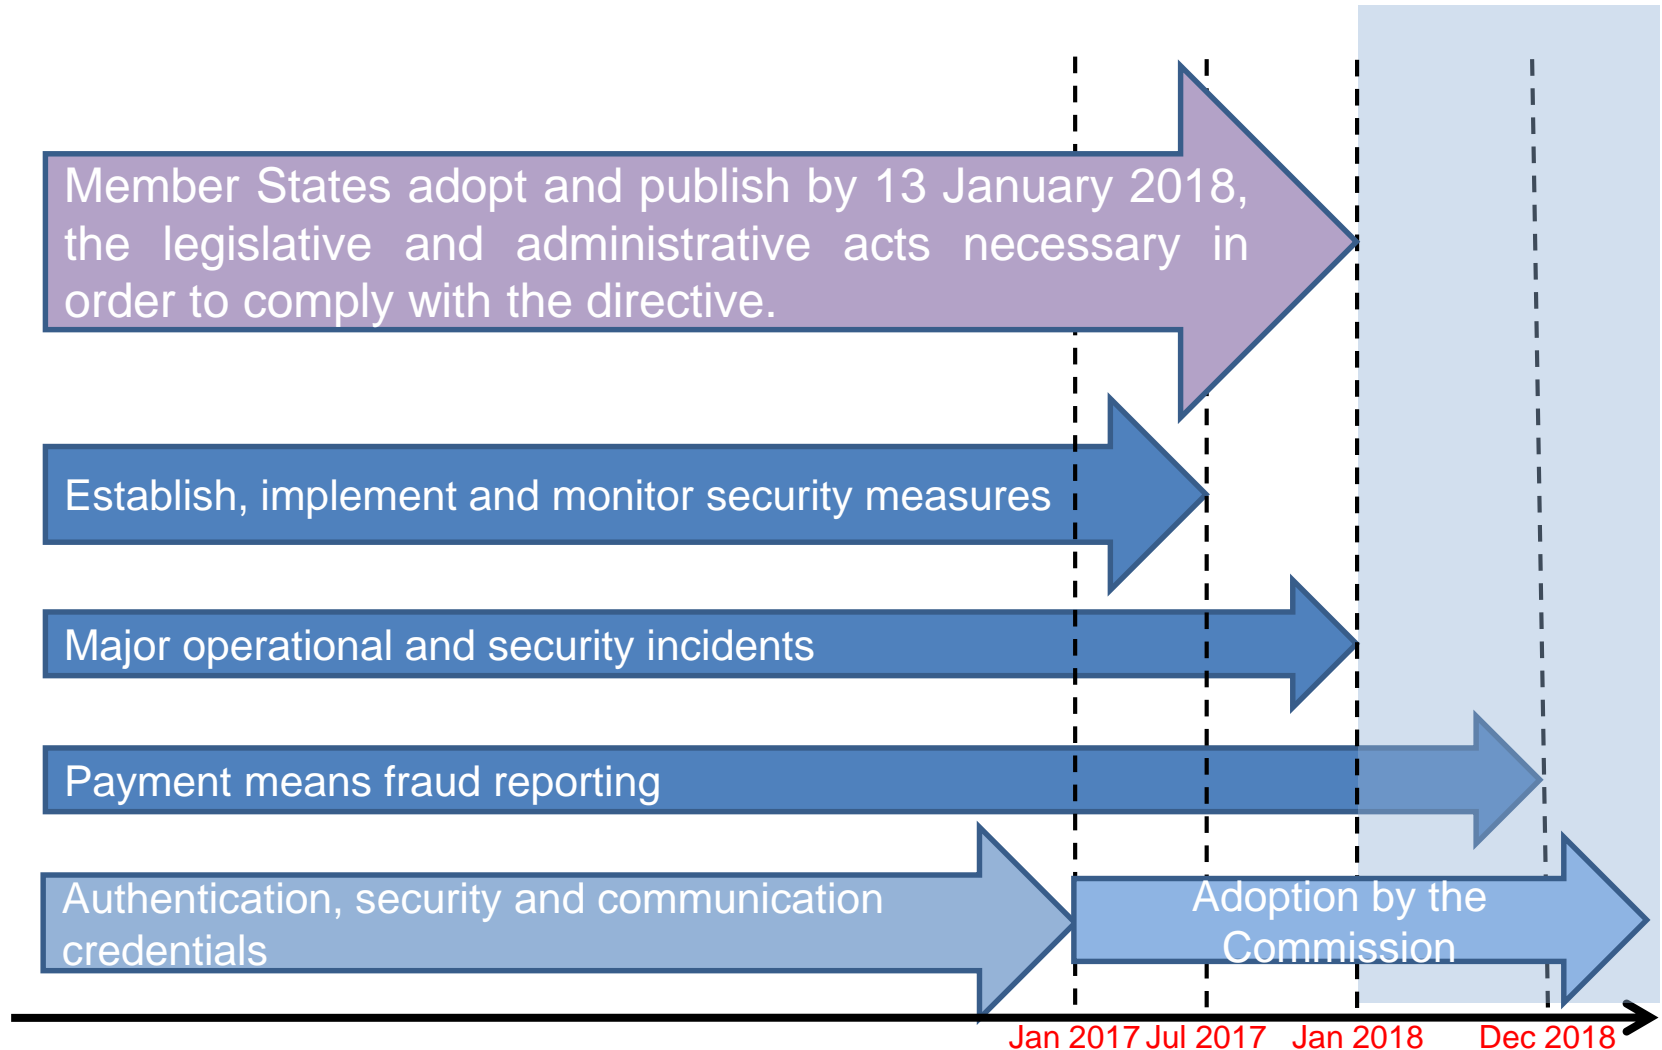 Member States adopt and publish by 13 January 2018,
the legislative and administrative acts necessary in
order to comply with the directive.
Establish, implement and monitor security measures
Major operational and security incidents
Payment means fraud reporting
Authentication, security and communication
credentials
Adoption by the
Commission
Jan 2017 Jul 2017 Jan 2018 Dec 2018